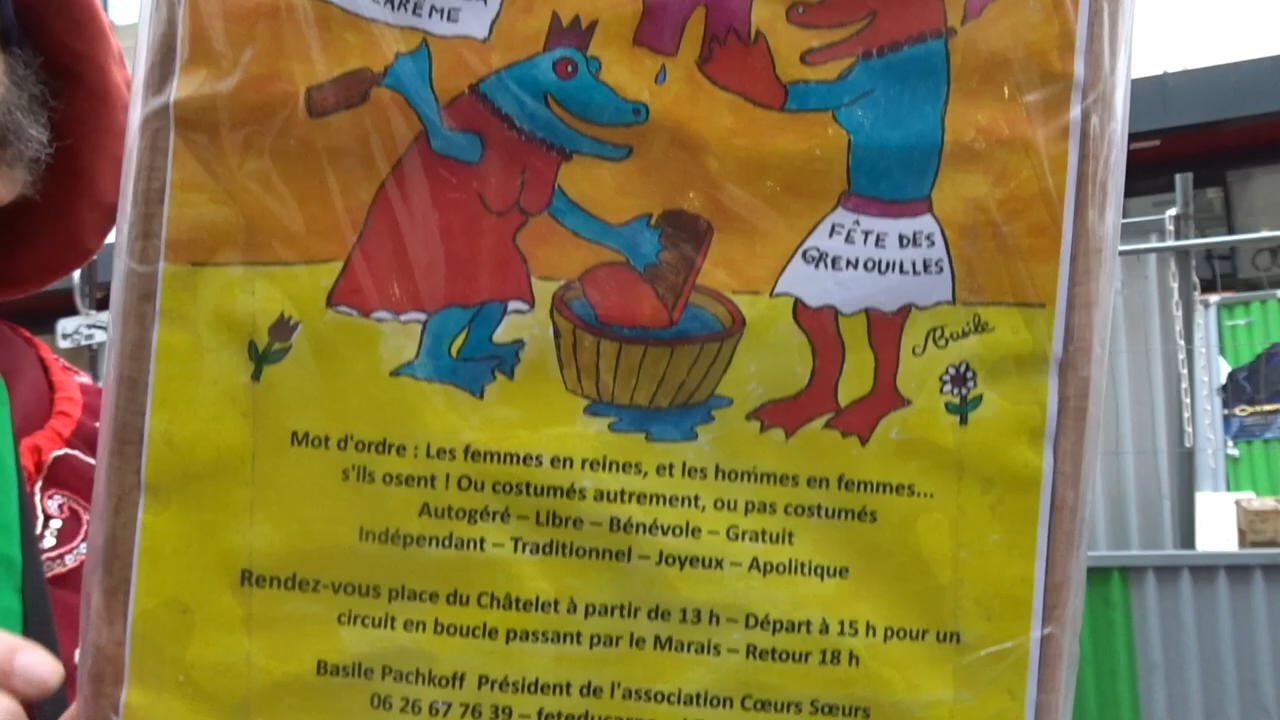 CARÊME
FÊTE DES
GRENOUILLES
Basile
Mot d'ordre : Les femmes en reines, et les hommes en femmes...
s'ils osent ! Ou costumés autrement, ou pas costumés
Autogéré – Libre – Bénévole – Gratuit
Indépendant – Traditionnel – Joyeux – Apolitique
Rendez-vous place du Châtelet à partir de 13 h – Départ à 15 h pour un
circuit en boucle passant par le Marais – Retour 18 h
Basile Pachkoff Président de l'association Cœurs Sœurs
06 26 67 76 39 –